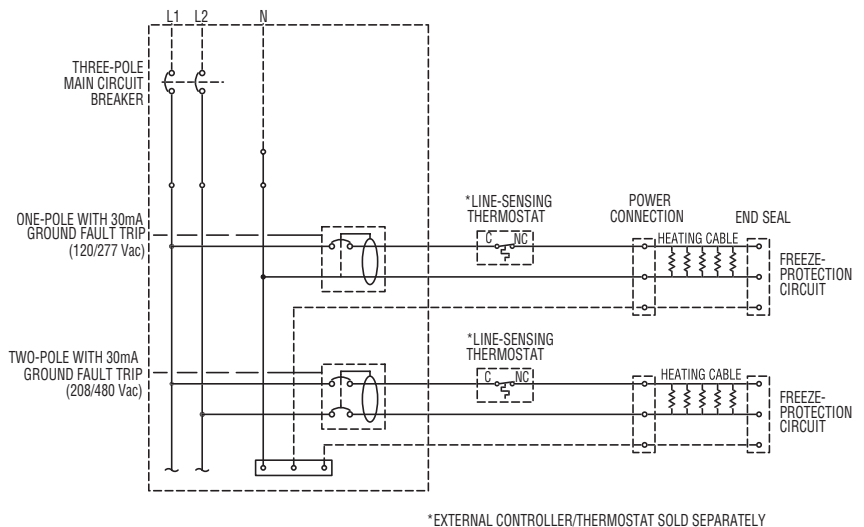 L1 L2 N
THREE-POLE
MAIN CIRCUIT
BREAKER
ONE-POLE WITH 30mA
GROUND FAULT TRIP
(120/277 Vac)
*LINE-SENSING
THERMOSTAT
C NC
POWER
CONNECTION
END SEAL
HEATING CABLE
FREEZE-
PROTECTION
CIRCUIT
TWO-POLE WITH 30mA
GROUND FAULT TRIP
(208/480 Vac)
*LINE-SENSING
THERMOSTAT
C NC
HEATING CABLE
FREEZE-
PROTECTION
CIRCUIT
*EXTERNAL CONTROLLER/THERMOSTAT SOLD SEPARATELY